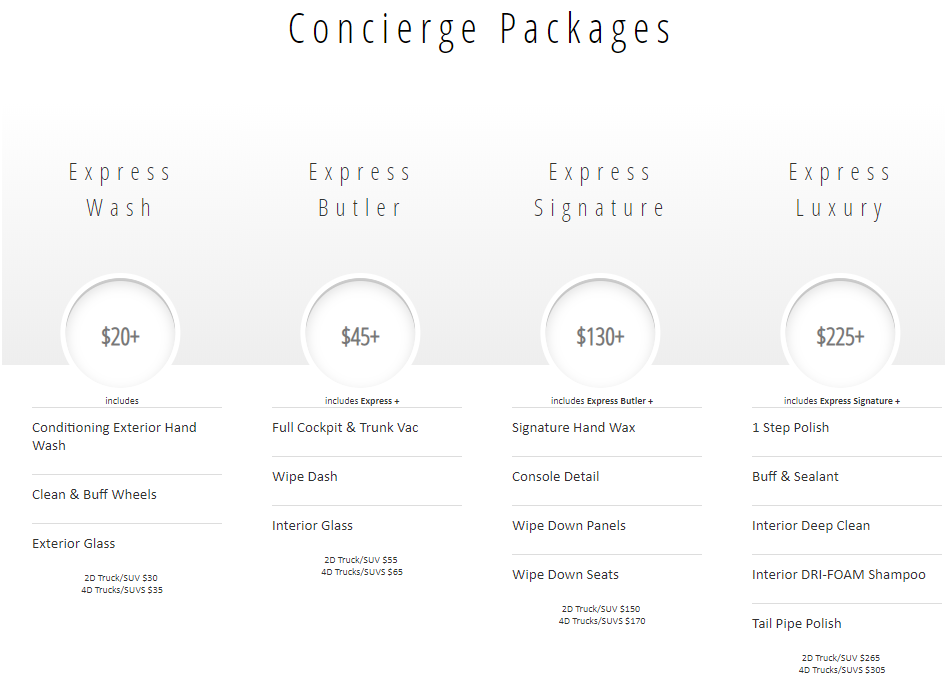 Concierge Packages
Express
Wash
$20+
includes
Conditioning Exterior Hand
Wash
Clean & Buff Wheels
Exterior Glass
2D Truck/SUV $30
4D Trucks/SUVS $35
Express
Butler
$45+
includes Express +
Full Cockpit & Trunk Vac
Wipe Dash
Interior Glass
2D Truck/SUV $55
4D Trucks/SUVS $65
Express
Signature
$130+
includes Express Butler +
Signature Hand Wax
Console Detail
Wipe Down Panels
Wipe Down Seats
2D Truck/SUV $150
4D Trucks/SUVS $170
Express
Luxury
$225+
includes Express Signature +
1 Step Polish
Buff & Sealant
Interior Deep Clean
Interior DRI-FOAM Shampoo
Tail Pipe Polish
2D Truck/SUV $265
4D Trucks/SUVS $305